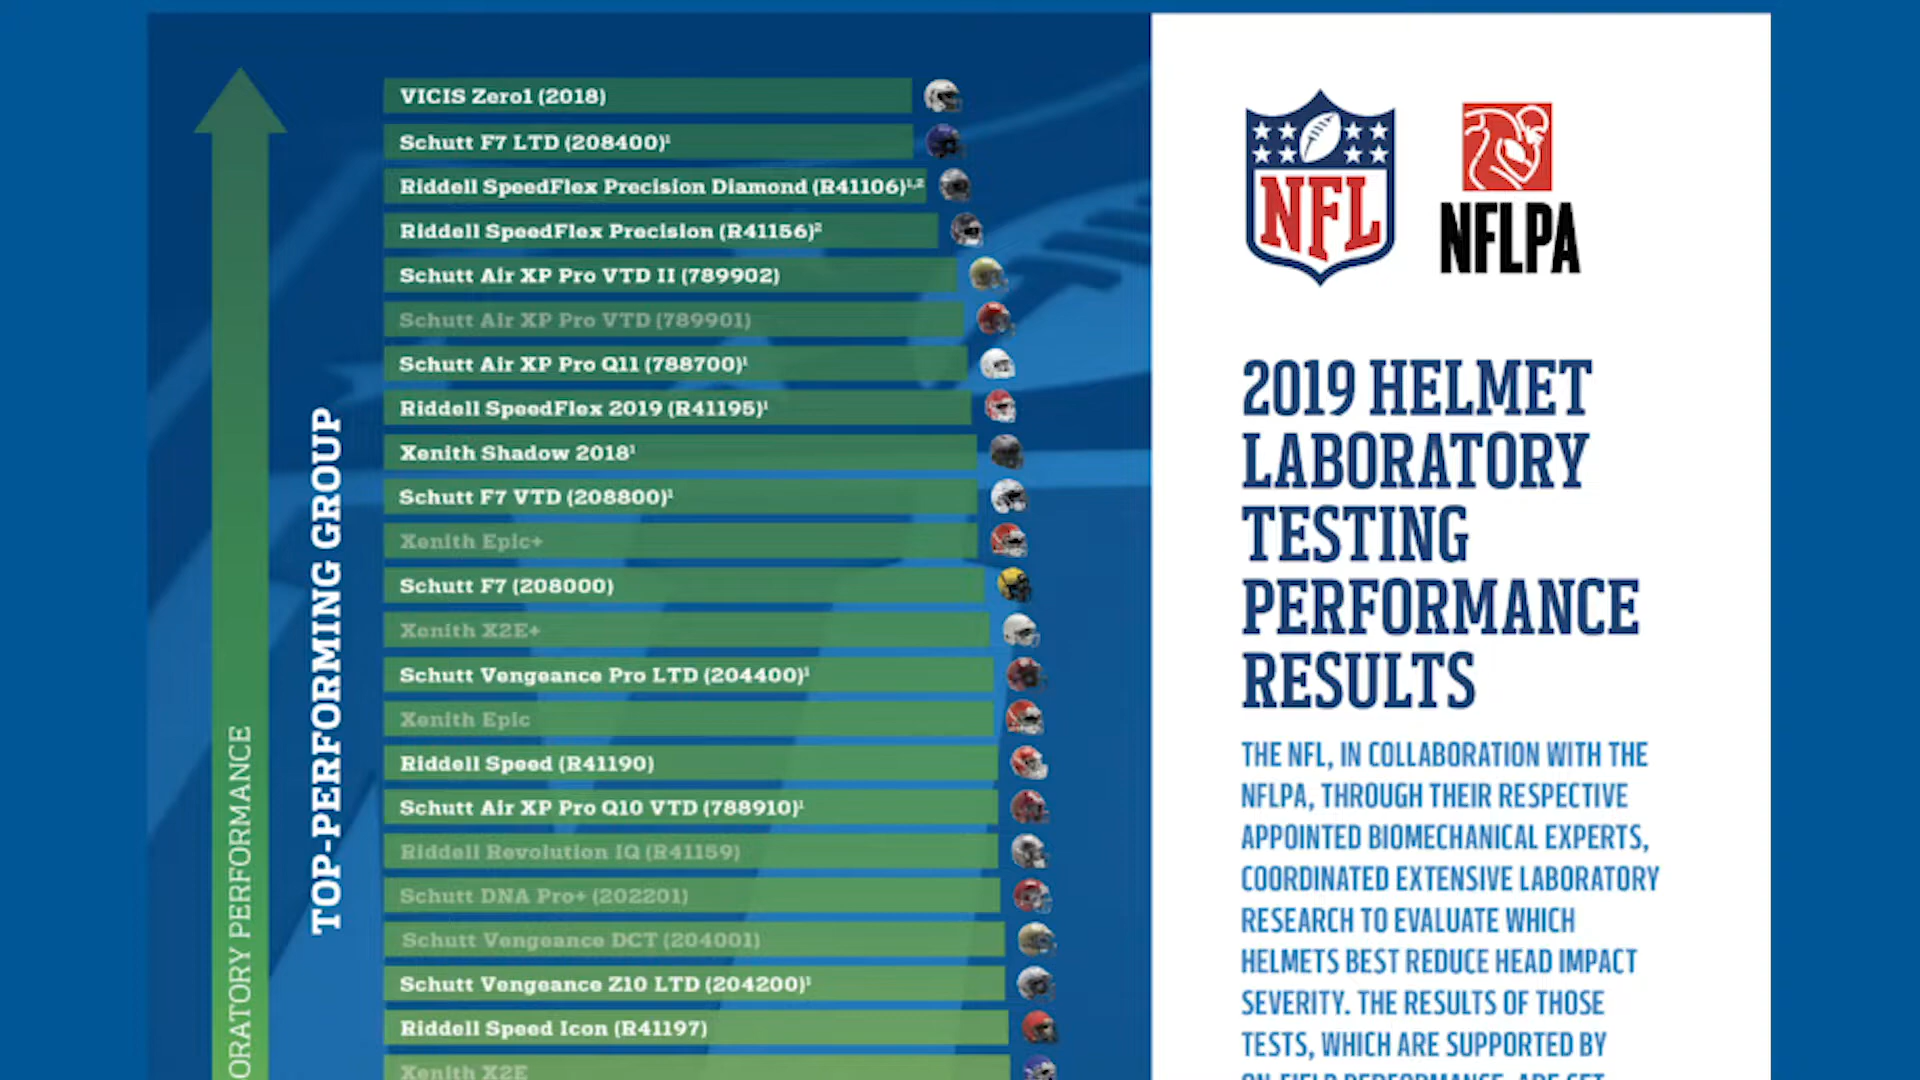 VICIS Zero1 (2018)
Schutt F7 LTD (208400)¹
Riddell SpeedFlex Precision Diamond (R41106)¹,²
Riddell SpeedFlex Precision (R41156)²
Schutt Air XP Pro VTD II (789902)
Schutt Air XP Pro VTD (789901)
Schutt Air XP Pro Q11 (788700)¹
Riddell SpeedFlex 2019 (R41195)¹
Xenith Shadow 2018¹
Schutt F7 VTD (208800)¹
Xenith Epic+
Schutt F7 (208000)
Xenith X2E+
Schutt Vengeance Pro LTD (204400)¹
Xenith Epic
Riddell Speed (R41190)
Schutt Air XP Pro Q10 VTD (788910)¹
Riddell Revolution IQ (R41159)
Schutt DNA Pro+ (202201)
Schutt Vengeance DCT (204001)
Schutt Vengeance Z10 LTD (204200)¹
Riddell Speed Icon (R41197)
Xenith X2E
TOP-PERFORMING GROUP
ORATORY PERFORMANCE
NFL
NFLPA
2019 HELMET
LABORATORY
TESTING
PERFORMANCE
RESULTS
THE NFL, IN COLLABORATION WITH THE
NFLPA, THROUGH THEIR RESPECTIVE
APPOINTED BIOMECHANICAL EXPERTS,
COORDINATED EXTENSIVE LABORATORY
RESEARCH TO EVALUATE WHICH
HELMETS BEST REDUCE HEAD IMPACT
SEVERITY. THE RESULTS OF THOSE
TESTS, WHICH ARE SUPPORTED BY
ON-FIELD PERFORMANCE, ARE SET